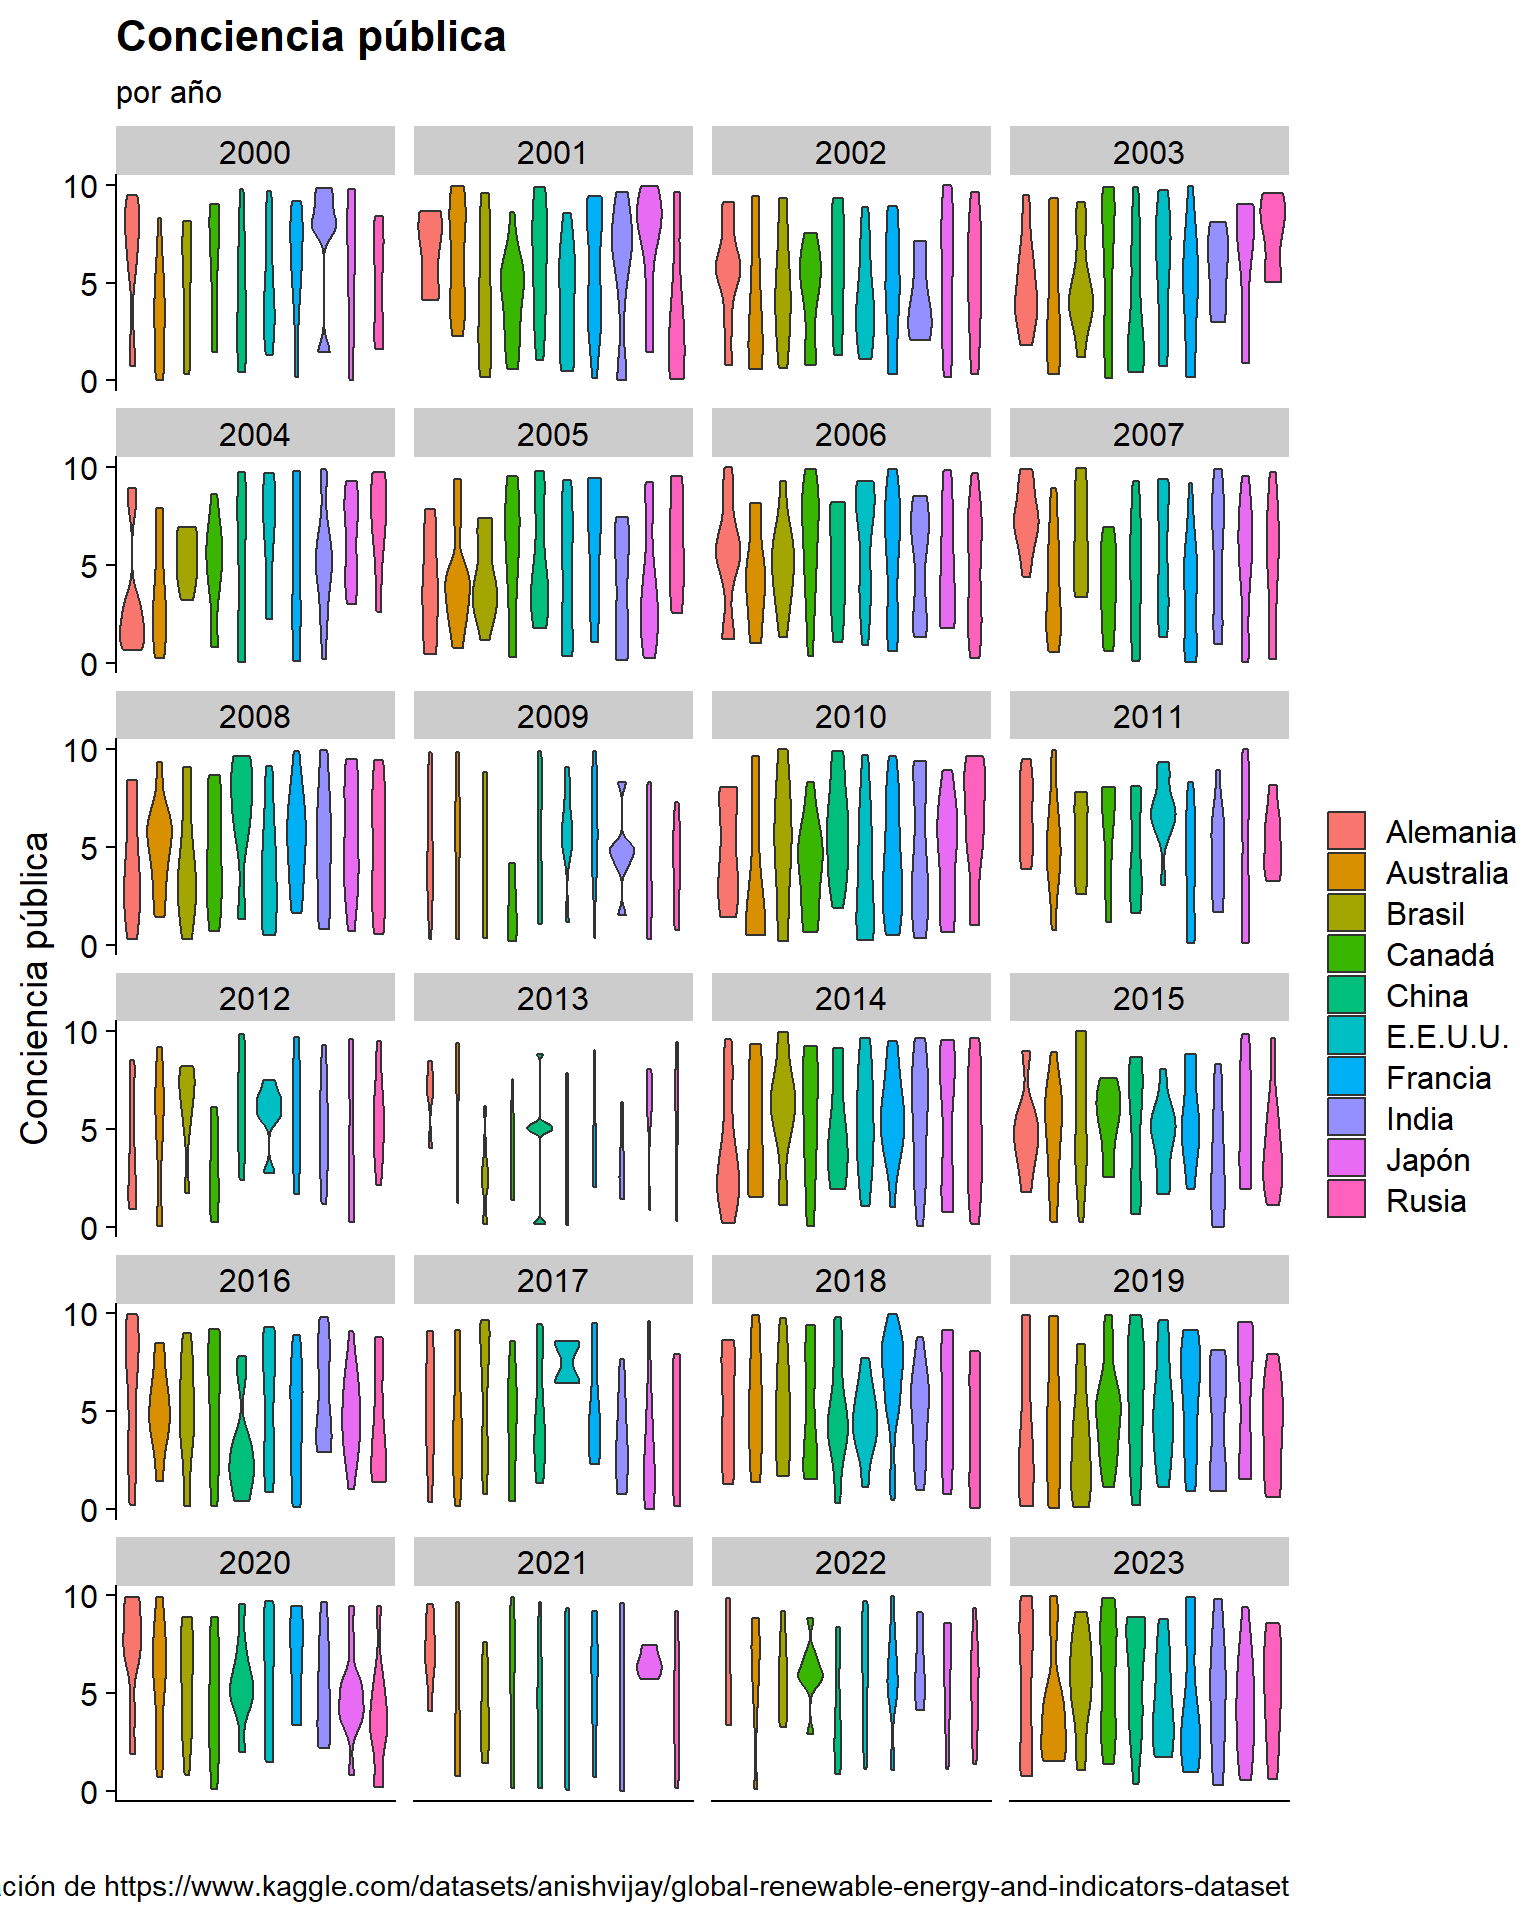 Conciencia pública
por año
2000 2001 2002 2003
10
5
0
2004 2005 2006 2007
10
5
0
2008 2009 2010 2011
10
5
0
2012 2013 2014 2015
10
5
0
2016 2017 2018 2019
10
5
0
2020 2021 2022 2023
10
5
0
Conciencia pública
Alemania
Australia
Brasil
Canadá
China
E.E.U.U.
Francia
India
Japón
Rusia
de https://www.kaggle.com/datasets/anishvijay/global-renewable-energy-and-indicators-dataset